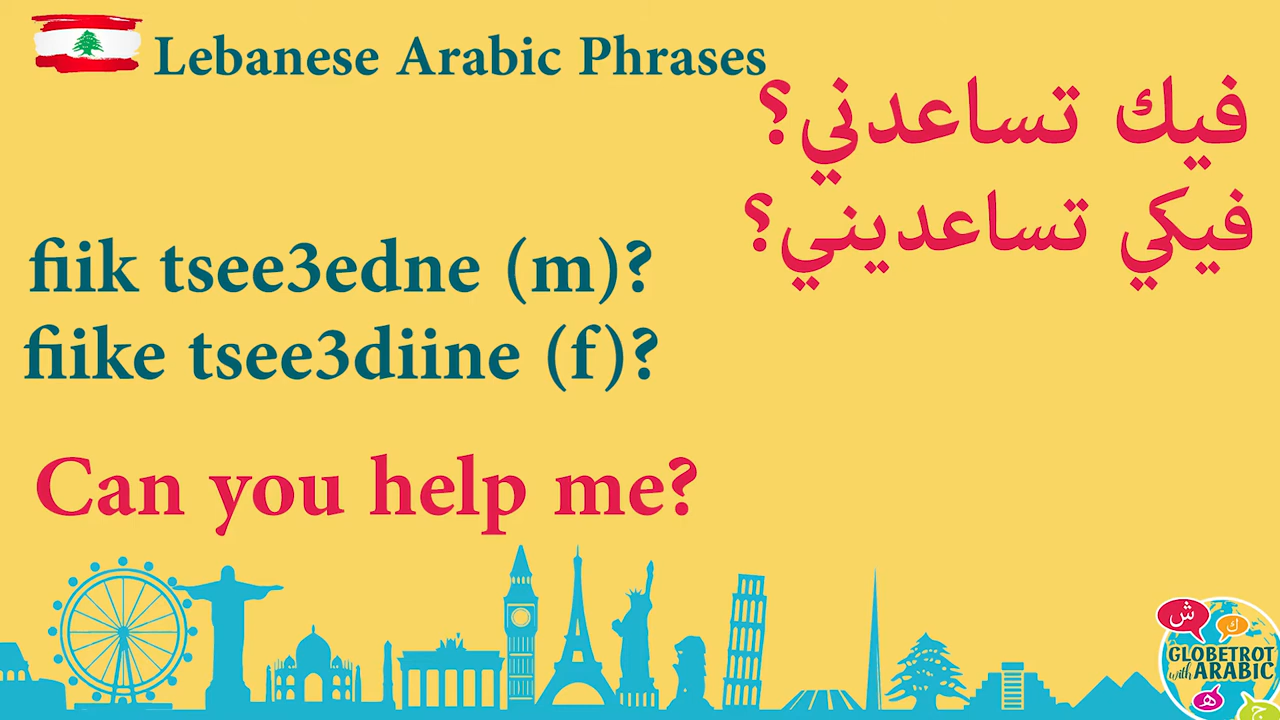 Lebanese Arabic Phrases
فيك تساعدني؟
فيكي تساعديني؟
fiik tsee3edne (m)?
fiike tsee3diine (f)?
Can you help me?
ش
ك
GLOBETROT
with ARABIC
ه
ج